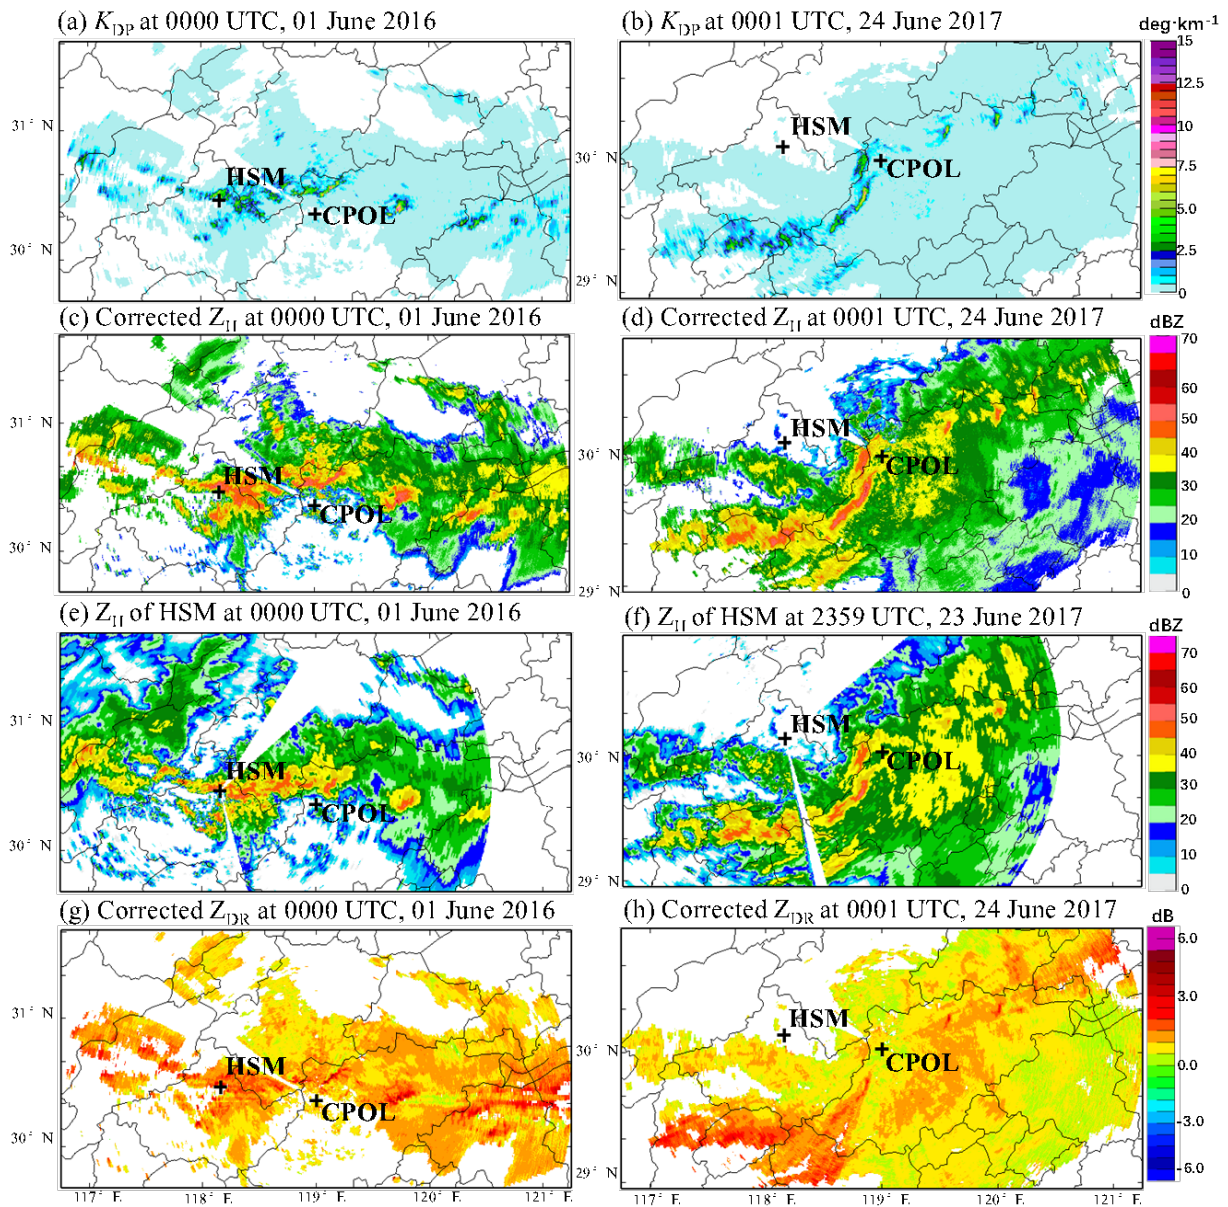 (a) K_DP at 0000 UTC, 01 June 2016
(b) K_DP at 0001 UTC, 24 June 2017
deg·km⁻¹
31° N
30° N
HSM
CPOL
30° N
29° N
HSM
CPOL
15
12.5
10
7.5
5.0
2.5
0
(c) Corrected Z_H at 0000 UTC, 01 June 2016
(d) Corrected Z_H at 0001 UTC, 24 June 2017
dBZ
31° N
30° N
HSM
CPOL
30° N
29° N
HSM
CPOL
70
60
50
40
30
20
10
0
(e) Z_H of HSM at 0000 UTC, 01 June 2016
(f) Z_H of HSM at 2359 UTC, 23 June 2017
dBZ
31° N
30° N
HSM
CPOL
30° N
29° N
HSM
CPOL
70
60
50
40
30
20
10
0
(g) Corrected Z_DR at 0000 UTC, 01 June 2016
(h) Corrected Z_DR at 0001 UTC, 24 June 2017
dB
31° N
30° N
HSM
CPOL
30° N
29° N
HSM
CPOL
6.0
3.0
0.0
-3.0
-6.0
117° E
118° E
119° E
120° E
121° E
117° E
118° E
119° E
120° E
121° E